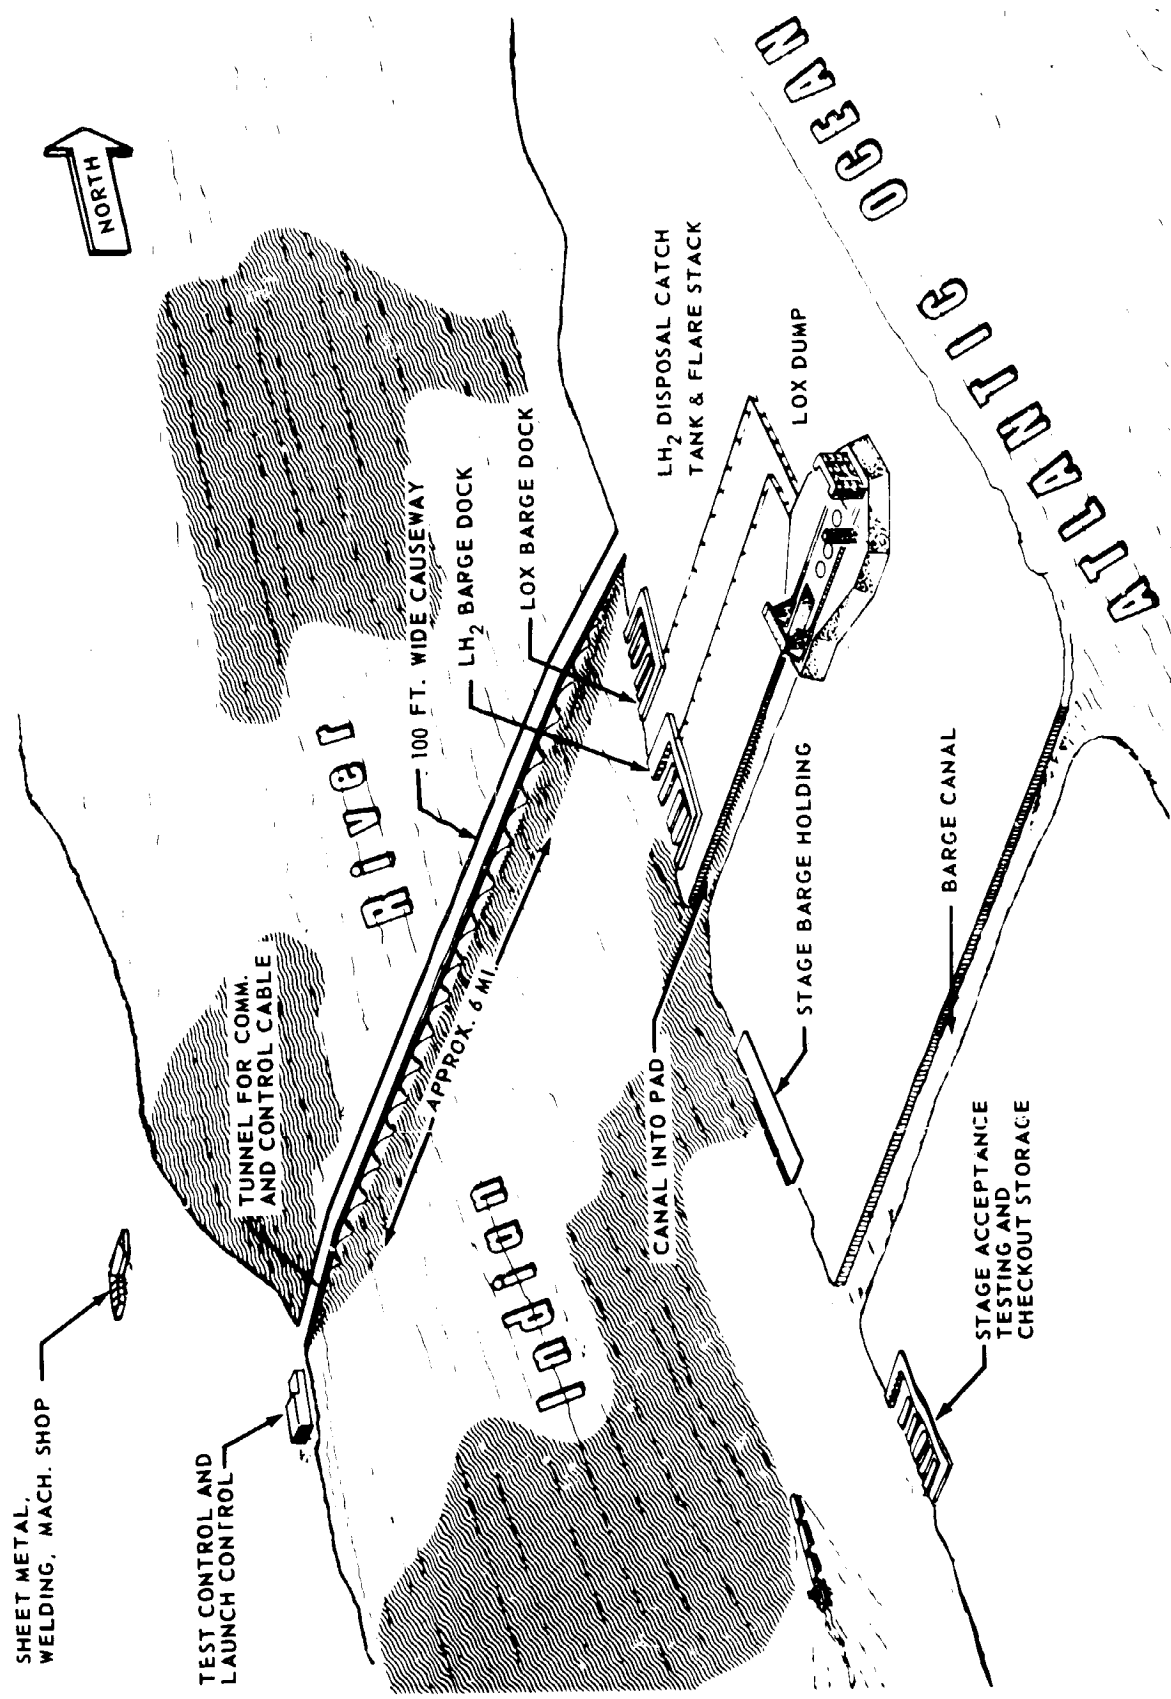 SHEET METAL,
WELDING, MACH. SHOP
TEST CONTROL AND
LAUNCH CONTROL
TUNNEL FOR COMM.
AND CONTROL CABLE
NORTH
Indian River
100 FT. WIDE CAUSEWAY
LH2 BARGE DOCK
LOX BARGE DOCK
APPROX. 6 MI.
LH2 DISPOSAL CATCH
TANK & FLARE STACK
LOX DUMP
CANAL INTO PAD
STAGE BARGE HOLDING
BARGE CANAL
STAGE ACCEPTANCE
TESTING AND
CHECKOUT STORAGE
ATLANTIC OCEAN